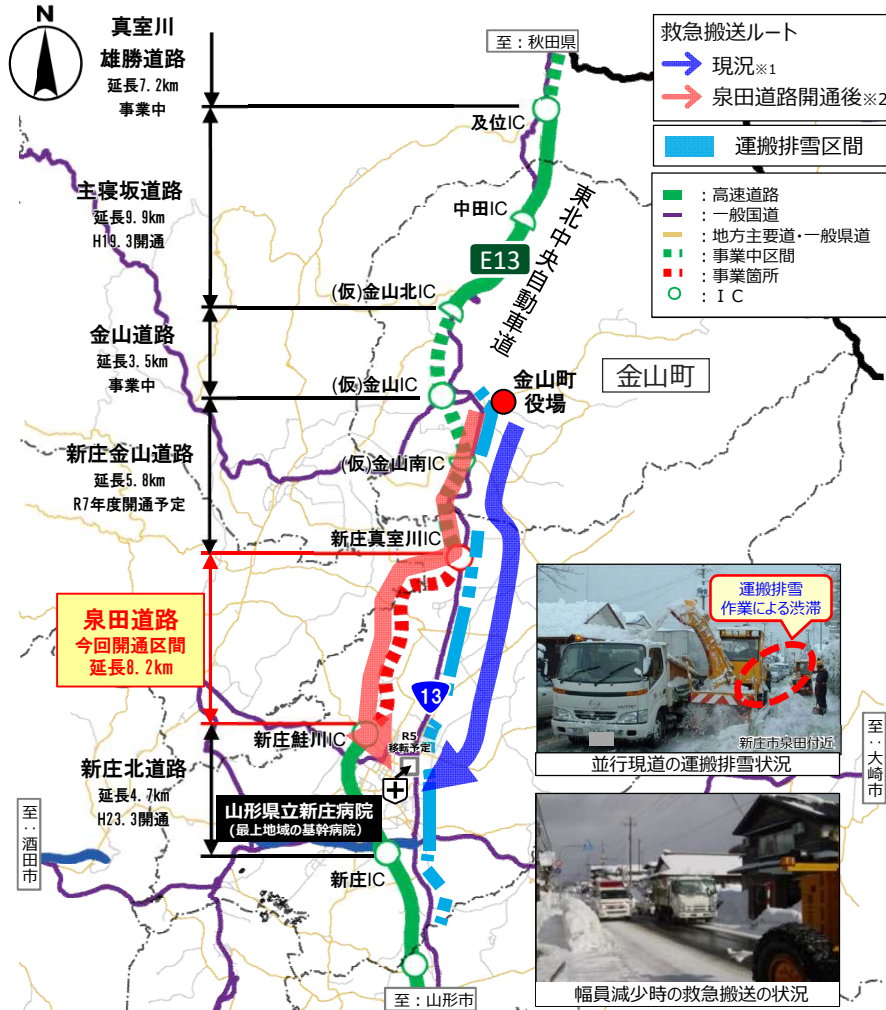 真室川
雄勝道路
延長7.2km
事業中
主寝坂道路
延長9.9km
H19.3開通
金山道路
延長3.5km
事業中
新庄金山道路
延長5.8km
R7年度開通予定
泉田道路
今回開通区間
延長8.2km
新庄北道路
延長4.7km
H23.3開通
至：秋田県
及位IC
中田IC
東北中央自動車道
E13
(仮)金山北IC
(仮)金山IC
金山町
役場
金山町
(仮)金山南IC
新庄真室川IC
13
新庄鮭川IC
R5
移転予定
山形県立新庄病院
(最上地域の基幹病院)
新庄IC
至：酒田市
至：大崎市
至：山形市
救急搬送ルート
現況※1
泉田道路開通後※2
運搬排雪区間
：高速道路
：一般国道
：地方主要道・一般県道
：事業中区間
：事業箇所
：ＩＣ
運搬排雪
作業による渋滞
新庄市泉田付近
並行現道の運搬排雪状況
幅員減少時の救急搬送の状況